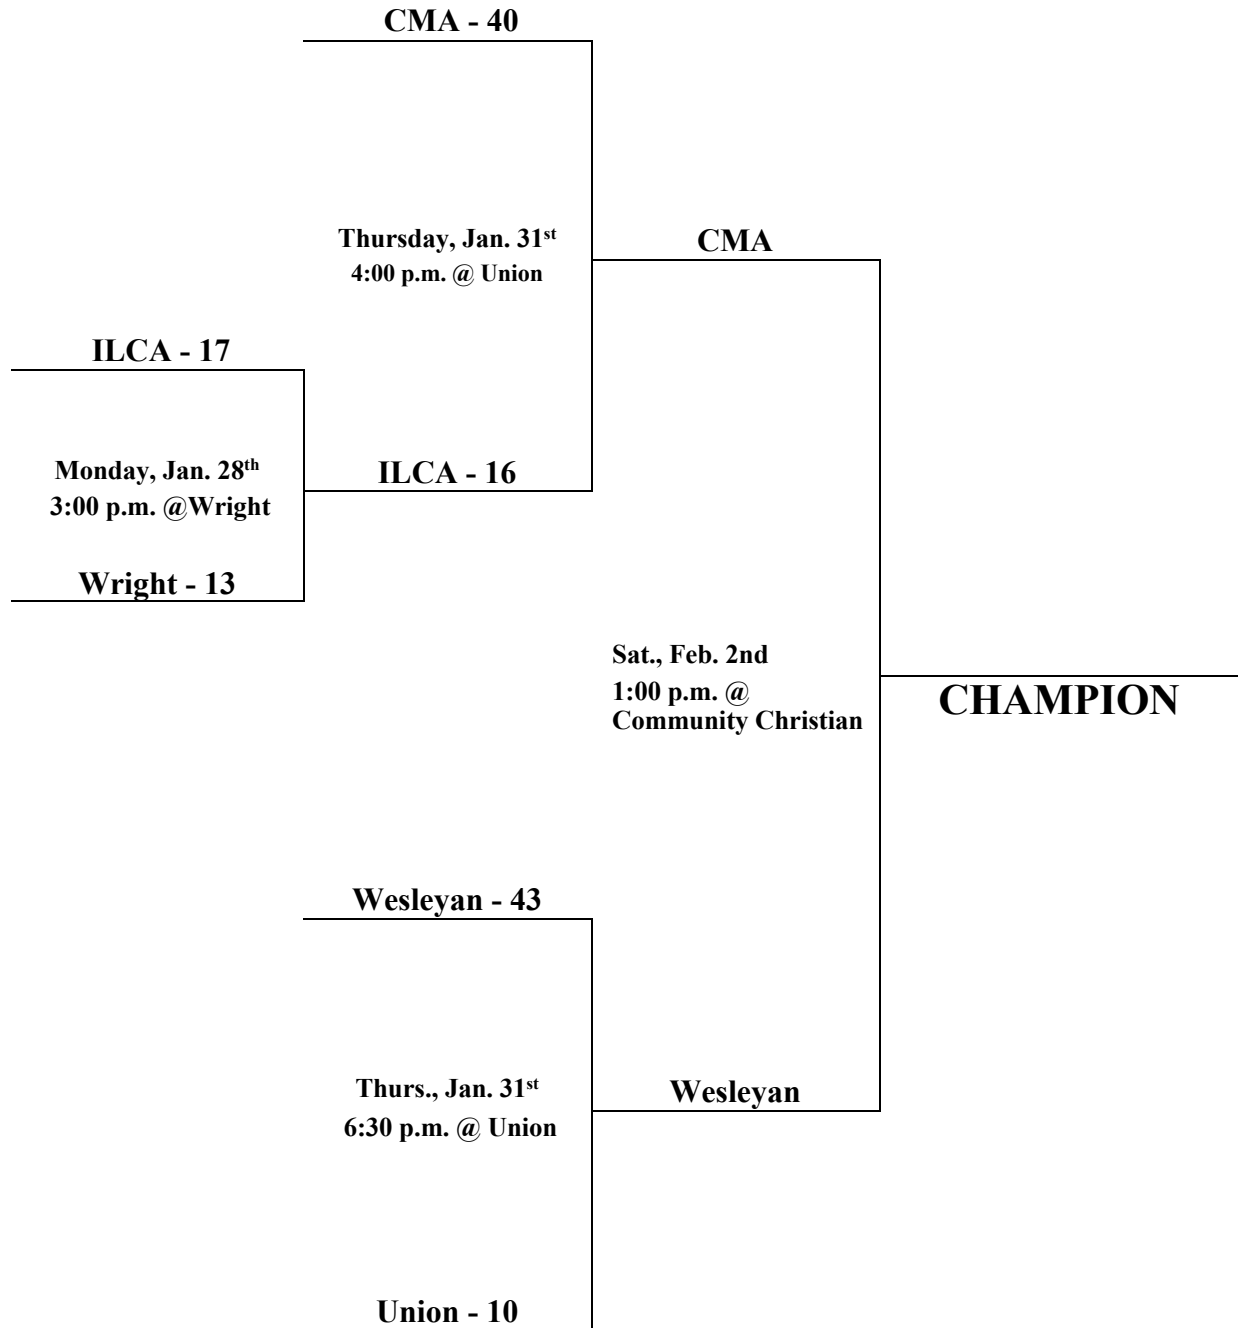 CMA - 40
Thursday, Jan. 31st
4:00 p.m. @ Union
CMA
ILCA - 17
Monday, Jan. 28th
3:00 p.m. @Wright
ILCA - 16
Wright - 13
Sat., Feb. 2nd
1:00 p.m. @
Community Christian
CHAMPION
Wesleyan - 43
Thurs., Jan. 31st
6:30 p.m. @ Union
Wesleyan
Union - 10